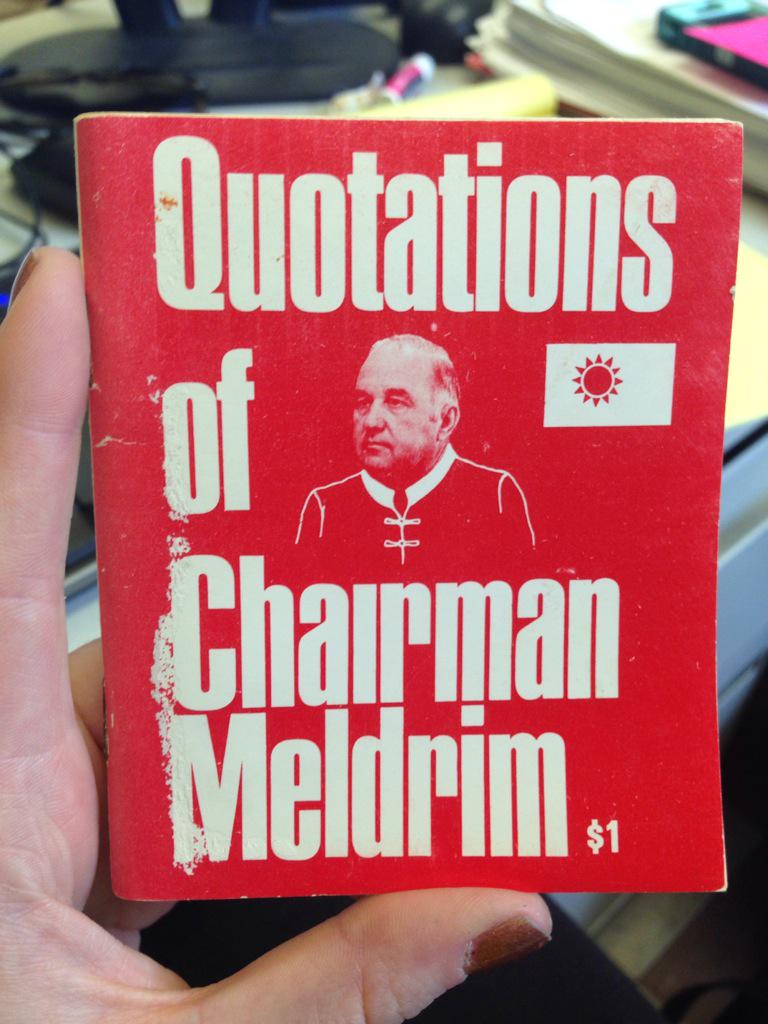 Quotations
of
Chairman
Meldrim
$1